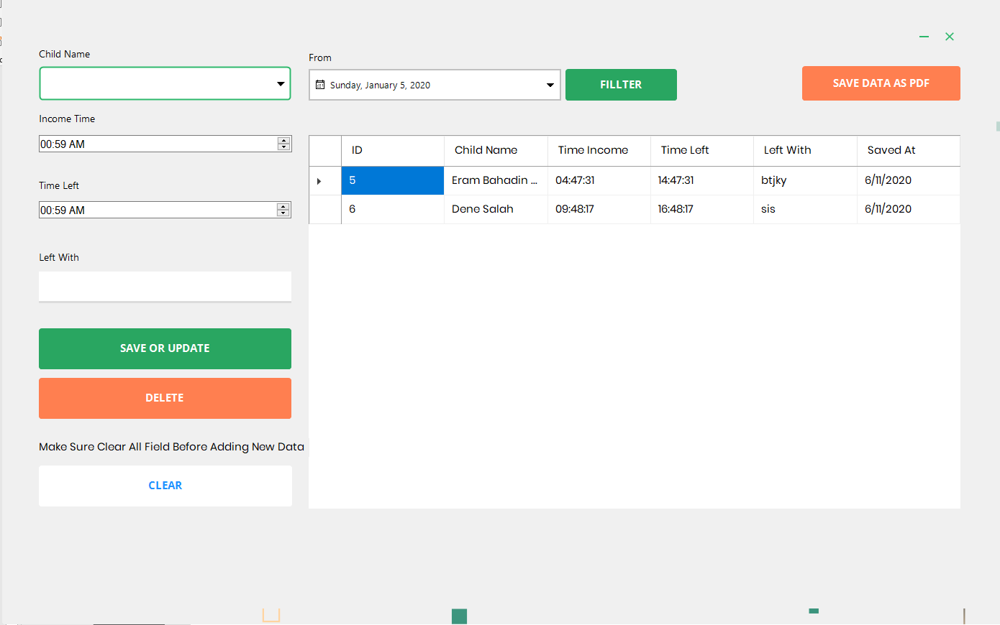 Child Name
Income Time
00:59 AM
Time Left
00:59 AM
Left With
SAVE OR UPDATE
DELETE
Make Sure Clear All Field Before Adding New Data
CLEAR
From
Sunday, January 5, 2020
FILLTER
SAVE DATA AS PDF
ID Child Name Time Income Time Left Left With Saved At
5 Eram Bahadin ... 04:47:31 14:47:31 btjky 6/11/2020
6 Dene Salah 09:48:17 16:48:17 sis 6/11/2020